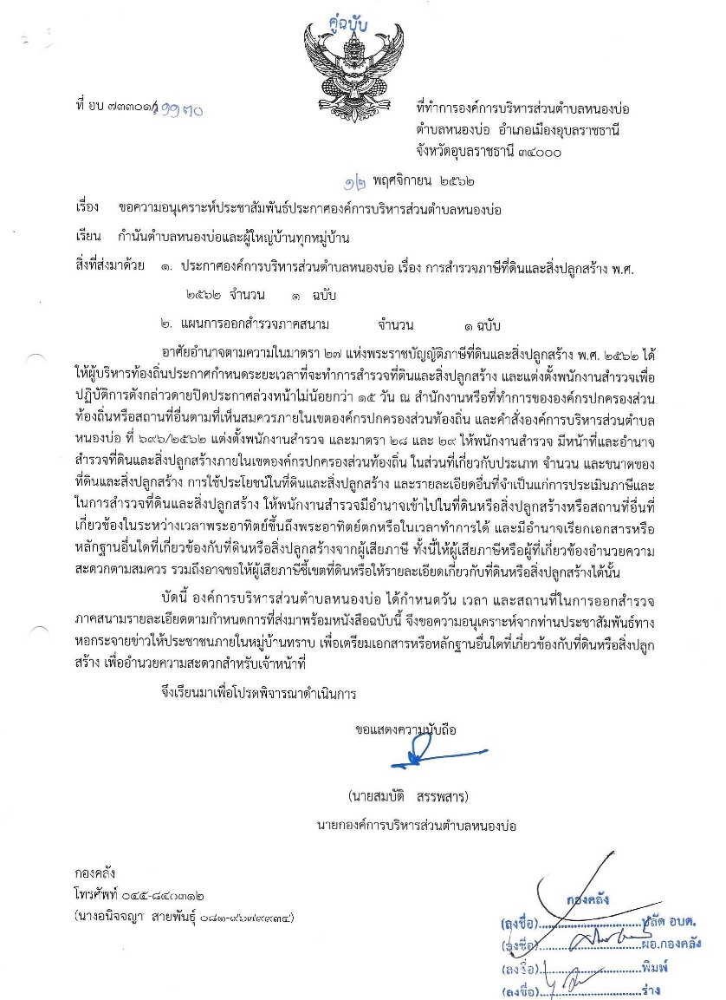 คู่ฉบับ
ที่ อบ ๗๓๓๐๑/๑๑๓๐
ที่ทำการองค์การบริหารส่วนตำบลหนองบ่อ
ตำบลหนองบ่อ อำเภอเมืองอุบลราชธานี
จังหวัดอุบลราชธานี ๓๔๐๐๐
๑๒ พฤศจิกายน ๒๕๖๒
เรื่อง ขอความอนุเคราะห์ประชาสัมพันธ์ประกาศองค์การบริหารส่วนตำบลหนองบ่อ
เรียน กำนันตำบลหนองบ่อและผู้ใหญ่บ้านทุกหมู่บ้าน
สิ่งที่ส่งมาด้วย ๑. ประกาศองค์การบริหารส่วนตำบลหนองบ่อ เรื่อง การสำรวจภาษีที่ดินและสิ่งปลูกสร้าง พ.ศ.
๒๕๖๒ จำนวน ๑ ฉบับ
๒. แผนการออกสำรวจภาคสนาม จำนวน ๑ ฉบับ
อาศัยอำนาจตามความในมาตรา ๒๗ แห่งพระราชบัญญัติภาษีที่ดินและสิ่งปลูกสร้าง พ.ศ. ๒๕๖๒ ได้
ให้ผู้บริหารท้องถิ่นประกาศกำหนดระยะเวลาที่จะทำการสำรวจที่ดินและสิ่งปลูกสร้าง และแต่งตั้งพนักงานสำรวจเพื่อ
ปฏิบัติการดังกล่าวดายปิดประกาศล่วงหน้าไม่น้อยกว่า ๑๕ วัน ณ สำนักงานหรือที่ทำการขององค์กรปกครองส่วน
ท้องถิ่นหรือสถานที่อื่นตามที่เห็นสมควรภายในเขตองค์กรปกครองส่วนท้องถิ่น และคำสั่งองค์การบริหารส่วนตำบล
หนองบ่อ ที่ ๖๙๖/๒๕๖๒ แต่งตั้งพนักงานสำรวจ และมาตรา ๒๘ และ ๒๙ ให้พนักงานสำรวจ มีหน้าที่และอำนาจ
สำรวจที่ดินและสิ่งปลูกสร้างภายในเขตองค์กรปกครองส่วนท้องถิ่น ในส่วนที่เกี่ยวกับประเภท จำนวน และขนาดของ
ที่ดินและสิ่งปลูกสร้าง การใช้ประโยชน์ในที่ดินและสิ่งปลูกสร้าง และรายละเอียดอื่นที่จำเป็นแก่การประเมินภาษีและ
ในการสำรวจที่ดินและสิ่งปลูกสร้าง ให้พนักงานสำรวจมีอำนาจเข้าไปในที่ดินหรือสิ่งปลูกสร้างหรือสถานที่อื่นที่
เกี่ยวข้องในระหว่างเวลาพระอาทิตย์ขึ้นถึงพระอาทิตย์ตกหรือในเวลาทำการได้ และมีอำนาจเรียกเอกสารหรือ
หลักฐานอื่นใดที่เกี่ยวข้องกับที่ดินหรือสิ่งปลูกสร้างจากผู้เสียภาษี ทั้งนี้ให้ผู้เสียภาษีหรือผู้ที่เกี่ยวข้องอำนวยความ
สะดวกตามสมควร รวมถึงอาจขอให้ผู้เสียภาษีชี้เขตที่ดินหรือให้รายละเอียดเกี่ยวกับที่ดินหรือสิ่งปลูกสร้างได้นั้น
บัดนี้ องค์การบริหารส่วนตำบลหนองบ่อ ได้กำหนดวัน เวลา และสถานที่ในการออกสำรวจ
ภาคสนามรายละเอียดตามกำหนดการที่ส่งมาพร้อมหนังสือฉบับนี้ จึงขอความอนุเคราะห์จากท่านประชาสัมพันธ์ทาง
หอกระจายข่าวให้ประชาชนภายในหมู่บ้านทราบ เพื่อเตรียมเอกสารหรือหลักฐานอื่นใดที่เกี่ยวข้องกับที่ดินหรือสิ่งปลูก
สร้าง เพื่ออำนวยความสะดวกสำหรับเจ้าหน้าที่
จึงเรียนมาเพื่อโปรดพิจารณาดำเนินการ
ขอแสดงความนับถือ
(นายสมบัติ สรรพสาร)
นายกองค์การบริหารส่วนตำบลหนองบ่อ
กองคลัง
โทรศัพท์ ๐๔๕-๘๔๐๓๑๒
(นางอนิจจญา สายพันธุ์ ๐๘๑-๙๖๗๙๙๓๔)
กองคลัง
(ลงชื่อ)..............................ปลัด อบต.
(ลงชื่อ)..............................ผอ.กองคลัง
(ลงชื่อ)..............................พิมพ์
(ลงชื่อ)..............................ร่าง